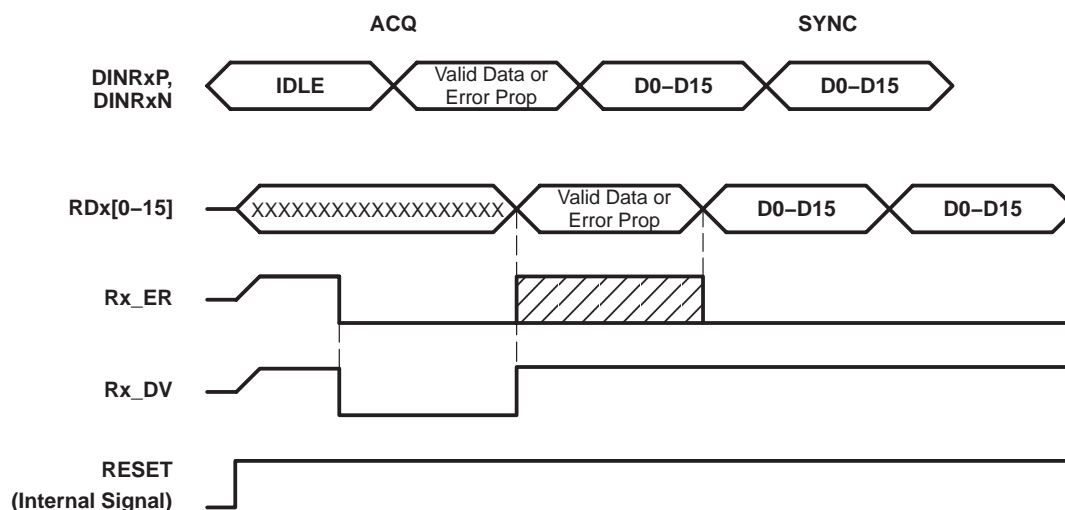 ACQ SYNC
DINRxP,
DINRxN
IDLE
Valid Data or
Error Prop
D0–D15
D0–D15
RDx[0–15]
XXXXXXXXXXXXXXXXXXX
Valid Data or
Error Prop
D0–D15
D0–D15
Rx_ER
Rx_DV
RESET
(Internal Signal)